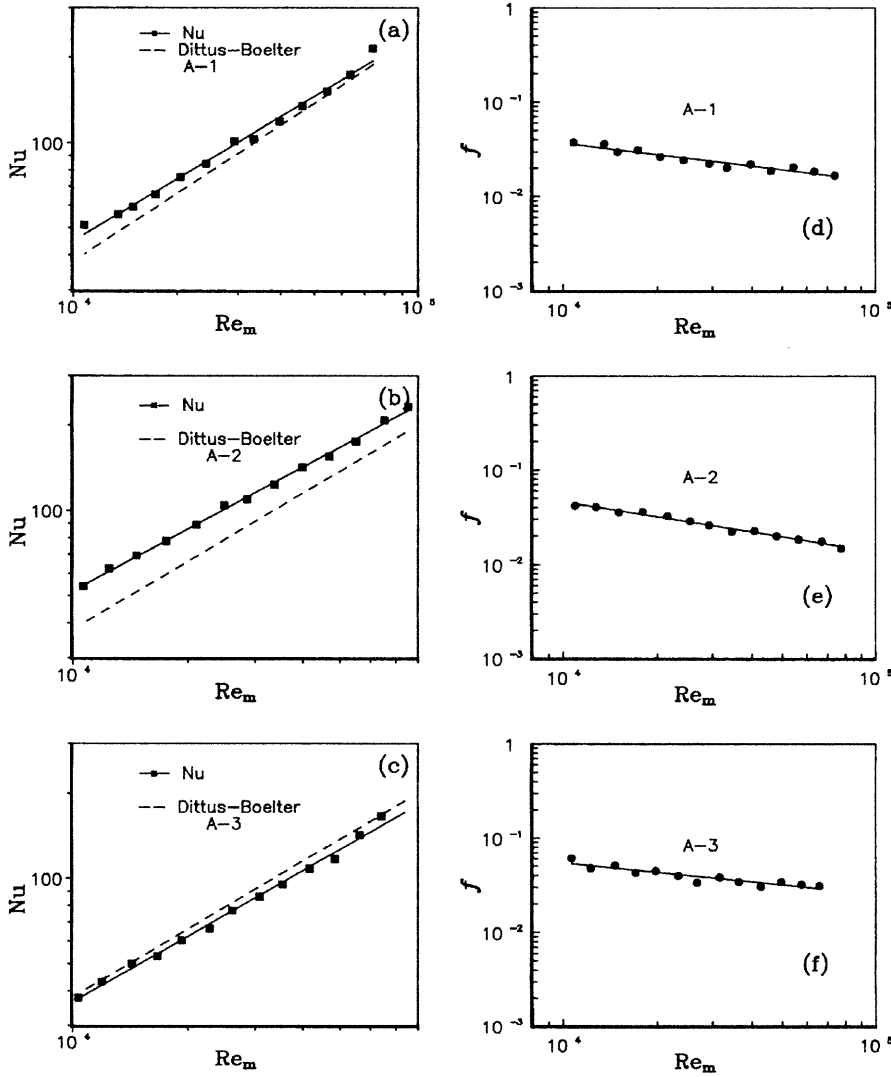 (a)
Nu
Dittus-Boelter
A-1
100
Nu
10⁴
10⁵
Reₘ
1
10⁻¹
A-1
f
10⁻²
(d)
10⁻³
10⁴
10⁵
Reₘ
(b)
Nu
Dittus-Boelter
A-2
100
Nu
10⁴
Reₘ
1
10⁻¹
A-2
f
10⁻²
(e)
10⁻³
10⁴
10⁵
Reₘ
(c)
Nu
Dittus-Boelter
A-3
100
Nu
10⁴
Reₘ
1
10⁻¹
A-3
f
10⁻²
(f)
10⁻³
10⁴
10⁵
Reₘ